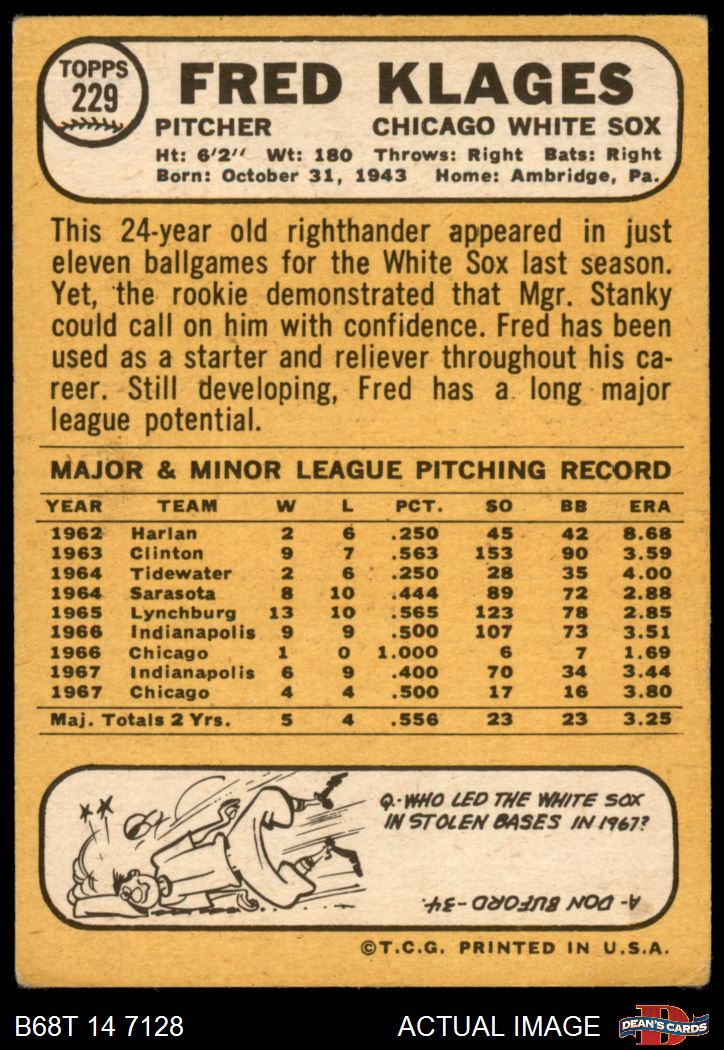 TOPPS
229
FRED KLAGES
PITCHER CHICAGO WHITE SOX
Ht: 6'2" Wt: 180 Throws: Right Bats: Right
Born: October 31, 1943 Home: Ambridge, Pa.
This 24-year old righthander appeared in just
eleven ballgames for the White Sox last season.
Yet, the rookie demonstrated that Mgr. Stanky
could call on him with confidence. Fred has been
used as a starter and reliever throughout his ca-
reer. Still developing, Fred has a long major
league potential.
MAJOR & MINOR LEAGUE PITCHING RECORD
YEAR TEAM W L PCT. SO BB ERA
1962 Harlan 2 6 .250 45 42 8.68
1963 Clinton 9 7 .563 153 90 3.59
1964 Tidewater 2 6 .250 28 35 4.00
1964 Sarasota 8 10 .444 89 72 2.88
1965 Lynchburg 13 10 .565 123 78 2.85
1966 Indianapolis 9 9 .500 107 73 3.51
1966 Chicago 1 0 1.000 6 7 1.69
1967 Indianapolis 6 9 .400 70 34 3.44
1967 Chicago 4 4 .500 17 16 3.80
Maj. Totals 2 Yrs. 5 4 .556 23 23 3.25
Q.-WHO LED THE WHITE SOX
IN STOLEN BASES IN 1967?
A- DON BUFORD-34.
©T.C.G. PRINTED IN U.S.A.
B68T 14 7128 ACTUAL IMAGE
D
DEAN'S CARDS